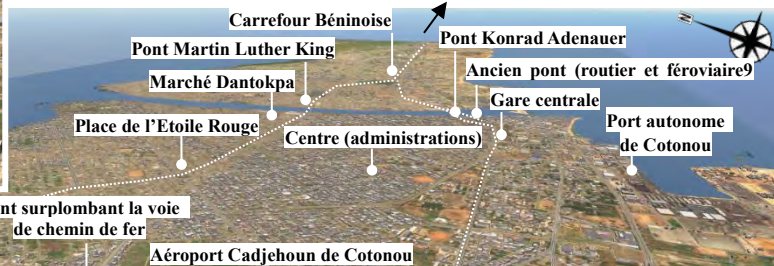 Carrefour Béninoise
Pont Martin Luther King
Pont Konrad Adenauer
Marché Dantokpa
Ancien pont (routier et féroviaire9
Gare centrale
Place de l'Etoile Rouge
Centre (administrations)
Port autonome
de Cotonou
nt surplombant la voie
de chemin de fer
Aéroport Cadjehoun de Cotonou